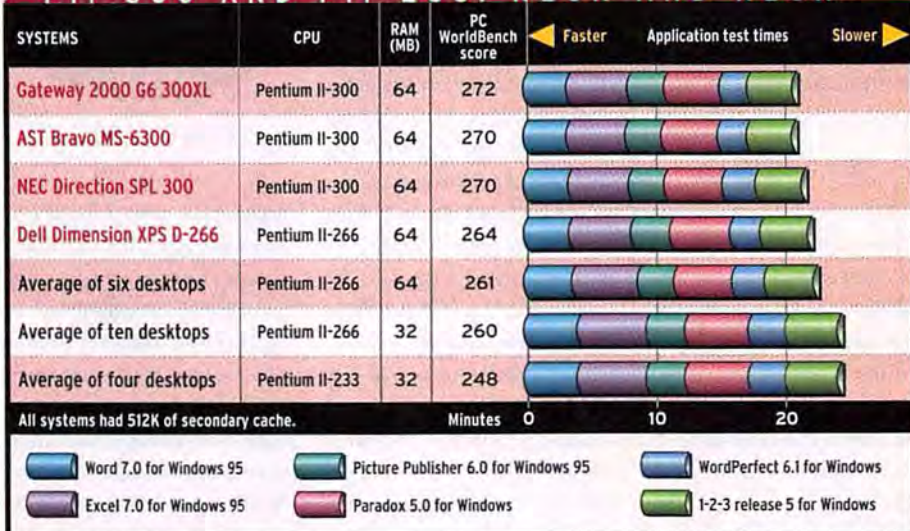 SYSTEMS CPU RAM (MB) PC WorldBench score Faster Application test times Slower
Gateway 2000 G6 300XL Pentium II-300 64 272
AST Bravo MS-6300 Pentium II-300 64 270
NEC Direction SPL 300 Pentium II-300 64 270
Dell Dimension XPS D-266 Pentium II-266 64 264
Average of six desktops Pentium II-266 64 261
Average of ten desktops Pentium II-266 32 260
Average of four desktops Pentium II-233 32 248
All systems had 512K of secondary cache. Minutes 0 10 20
Word 7.0 for Windows 95 Picture Publisher 6.0 for Windows 95 WordPerfect 6.1 for Windows
Excel 7.0 for Windows 95 Paradox 5.0 for Windows 1-2-3 release 5 for Windows